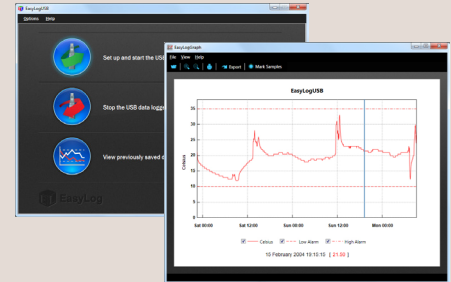 EasyLogUSB
Options Help
Set up and start the USB
Stop the USB data logge
View previously saved d
EasyLog
EasyLogGraph
File View Help
Export Mark Samples
EasyLogUSB
Celsius
35
30
25
20
15
10
5
0
Sat 00:00 Sat 12:00 Sun 00:00 Sun 12:00 Mon 00:00
Celsius Low Alarm High Alarm
15 February 2004 19:10:15 [ 21.50 ]